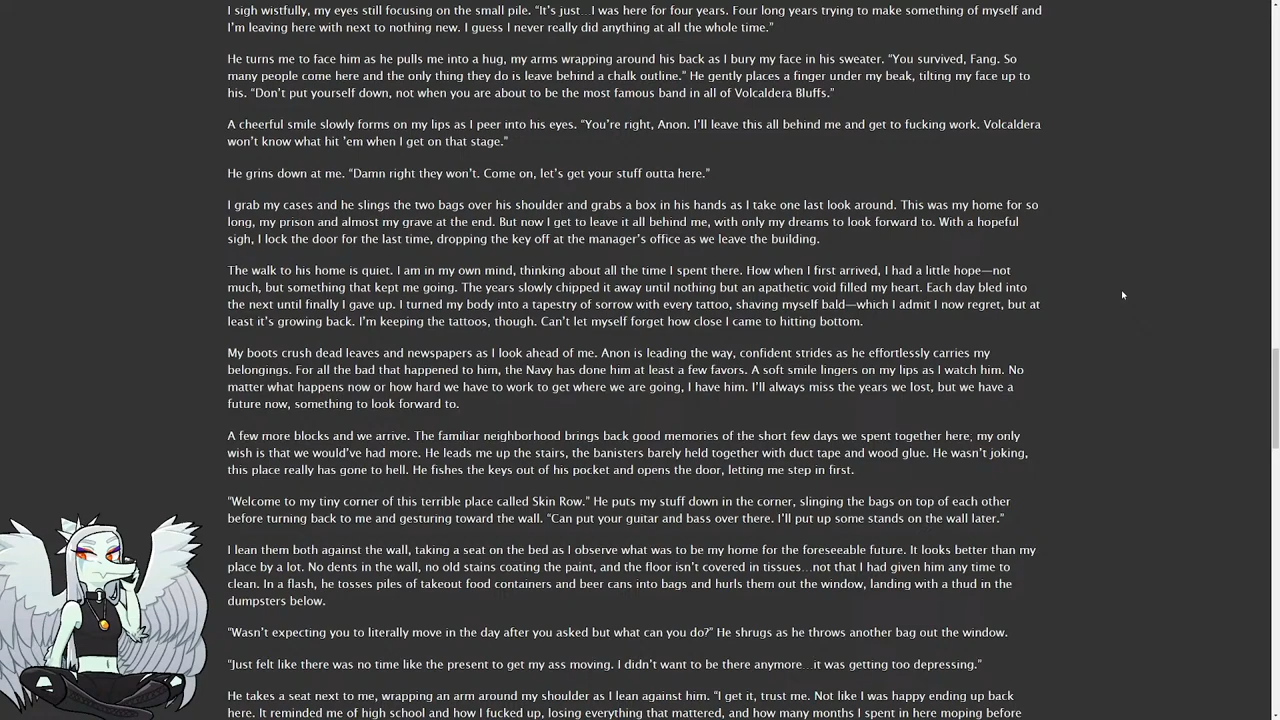 I sigh wistfully, my eyes still focusing on the small pile. “It’s just…I was here for four years. Four long years trying to make something of myself and
I’m leaving here with next to nothing new. I guess I never really did anything at all the whole time.”
He turns me to face him as he pulls me into a hug, my arms wrapping around his back as I bury my face in his sweater. “You survived, Fang. So
many people come here and the only thing they do is leave behind a chalk outline.” He gently places a finger under my beak, tilting my face up to
his. “Don’t put yourself down, not when you are about to be the most famous band in all of Volcaldera Bluffs.”
A cheerful smile slowly forms on my lips as I peer into his eyes. “You’re right, Anon. I’ll leave this all behind me and get to fucking work. Volcaldera
won’t know what hit ’em when I get on that stage.”
He grins down at me. “Damn right they won’t. Come on, let’s get your stuff outta here.”
I grab my cases and he slings the two bags over his shoulder and grabs a box in his hands as I take one last look around. This was my home for so
long, my prison and almost my grave at the end. But now I get to leave it all behind me, with only my dreams to look forward to. With a hopeful
sigh, I lock the door for the last time, dropping the key off at the manager’s office as we leave the building.
The walk to his home is quiet. I am in my own mind, thinking about all the time I spent there. How when I first arrived, I had a little hope—not
much, but something that kept me going. The years slowly chipped it away until nothing but an apathetic void filled my heart. Each day bled into
the next until finally I gave up. I turned my body into a tapestry of sorrow with every tattoo, shaving myself bald—which I admit I now regret, but at
least it’s growing back. I’m keeping the tattoos, though. Can’t let myself forget how close I came to hitting bottom.
My boots crush dead leaves and newspapers as I look ahead of me. Anon is leading the way, confident strides as he effortlessly carries my
belongings. For all the bad that happened to him, the Navy has done him at least a few favors. A soft smile lingers on my lips as I watch him. No
matter what happens now or how hard we have to work to get where we are going, I have him. I’ll always miss the years we lost, but we have a
future now, something to look forward to.
A few more blocks and we arrive. The familiar neighborhood brings back good memories of the short few days we spent together here; my only
wish is that we would’ve had more. He leads me up the stairs, the banisters barely held together with duct tape and wood glue. He wasn’t joking,
this place really has gone to hell. He fishes the keys out of his pocket and opens the door, letting me step in first.
“Welcome to my tiny corner of this terrible place called Skin Row.” He puts my stuff down in the corner, slinging the bags on top of each other
before turning back to me and gesturing toward the wall. “Can put your guitar and bass over there. I’ll put up some stands on the wall later.”
I lean them both against the wall, taking a seat on the bed as I observe what was to be my home for the foreseeable future. It looks better than my
place by a lot. No dents in the wall, no old stains coating the paint, and the floor isn’t covered in tissues…not that I had given him any time to
clean. In a flash, he tosses piles of takeout food containers and beer cans into bags and hurls them out the window, landing with a thud in the
dumpsters below.
“Wasn’t expecting you to literally move in the day after you asked but what can you do?” He shrugs as he throws another bag out the window.
“Just felt like there was no time like the present to get my ass moving. I didn’t want to be there anymore…it was getting too depressing.”
He takes a seat next to me, wrapping an arm around my shoulder as I lean against him. “I get it, trust me. Not like I was happy ending up back
here. It reminded me of high school and how I fucked up, losing everything that mattered, and how many months I spent in here moping before